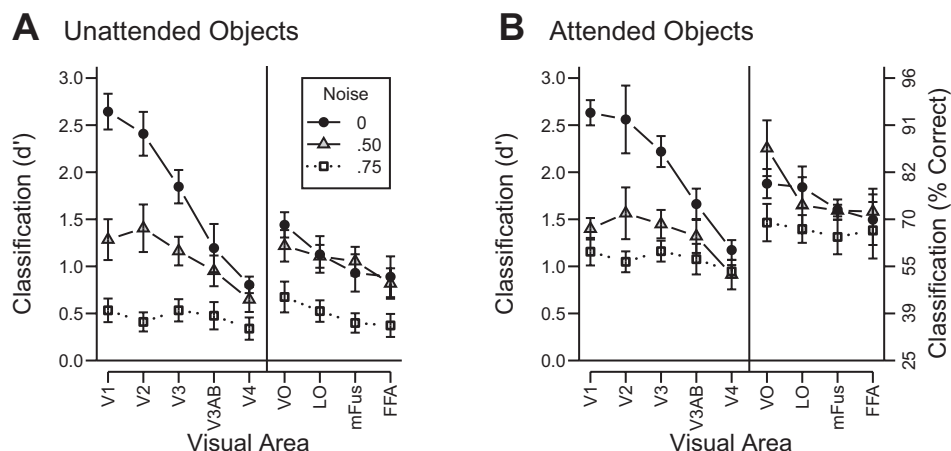 A Unattended Objects
Classification (d')
3.0
2.5
2.0
1.5
1.0
0.5
0.0
Noise
0
.50
.75
V1
V2
V3
V3AB
V4
VO
LO
mFus
FFA
Visual Area
B Attended Objects
Classification (d')
3.0
2.5
2.0
1.5
1.0
0.5
0.0
V1
V2
V3
V3AB
V4
VO
LO
mFus
FFA
Visual Area
96
91
82
70
55
39
25
Classification (% Correct)